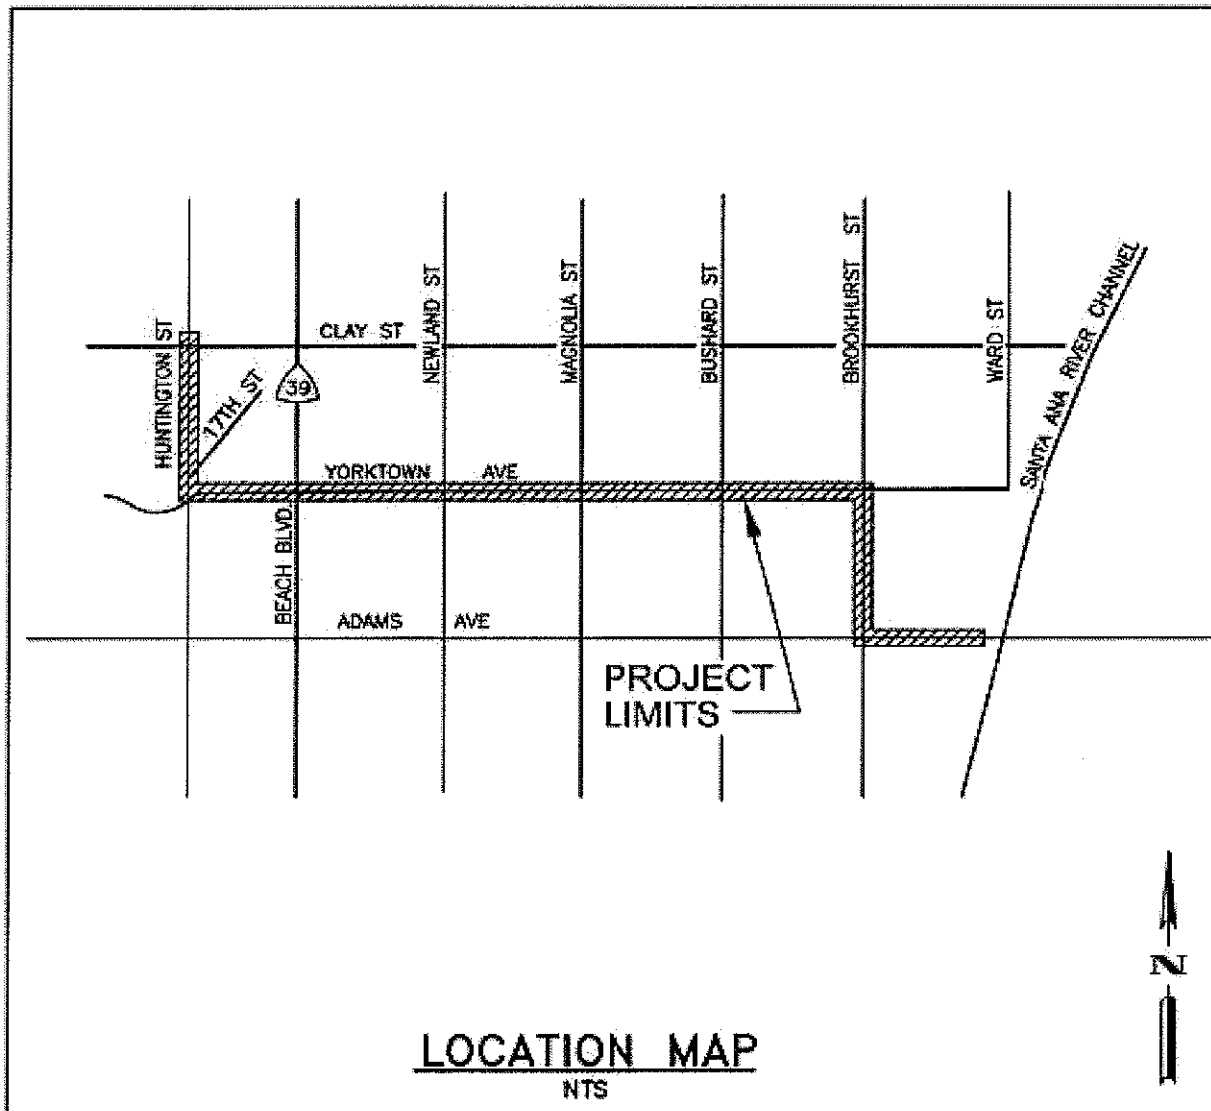 HUNTINGTON ST
17TH ST
CLAY ST
39
NEWLAND ST
MAGNOLIA ST
BUSHARD ST
BROOKHURST ST
WARD ST
SANTA ANA RIVER CHANNEL
YORKTOWN AVE
BEACH BLVD.
ADAMS AVE
PROJECT
LIMITS
N
LOCATION MAP
NTS